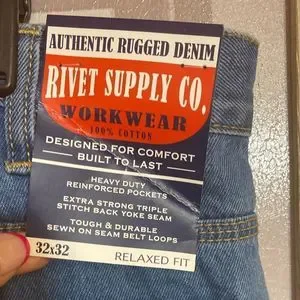 AUTHENTIC RUGGED DENIM
RIVET SUPPLY CO.
WORKWEAR
100% COTTON
DESIGNED FOR COMFORT
BUILT TO LAST
HEAVY DUTY
REINFORCED POCKETS
EXTRA STRONG TRIPLE
STITCH BACK YOKE SEAM
TOUGH & DURABLE
SEWN ON SEAM BELT LOOPS
32x32 RELAXED FIT